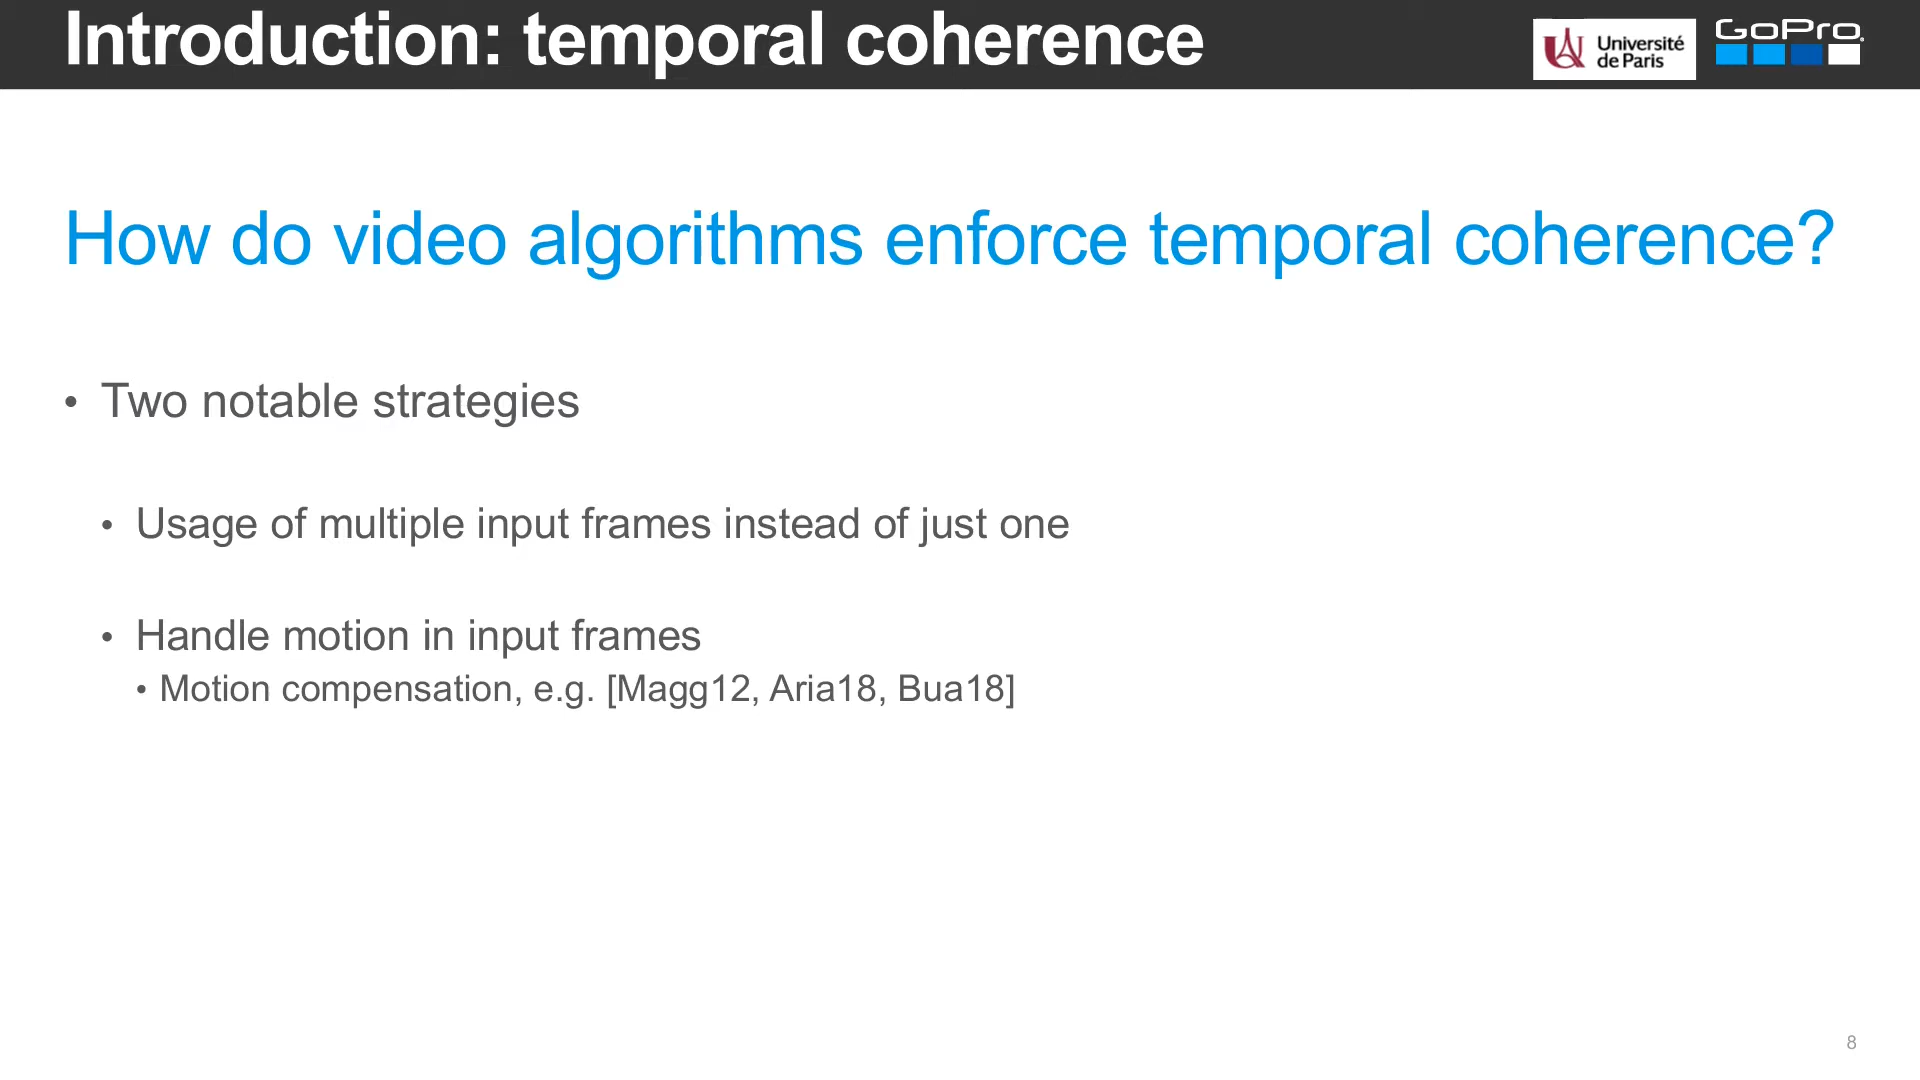 Introduction: temporal coherence
Université
de Paris
GoPro
How do video algorithms enforce temporal coherence?
• Two notable strategies
• Usage of multiple input frames instead of just one
• Handle motion in input frames
• Motion compensation, e.g. [Magg12, Aria18, Bua18]
8